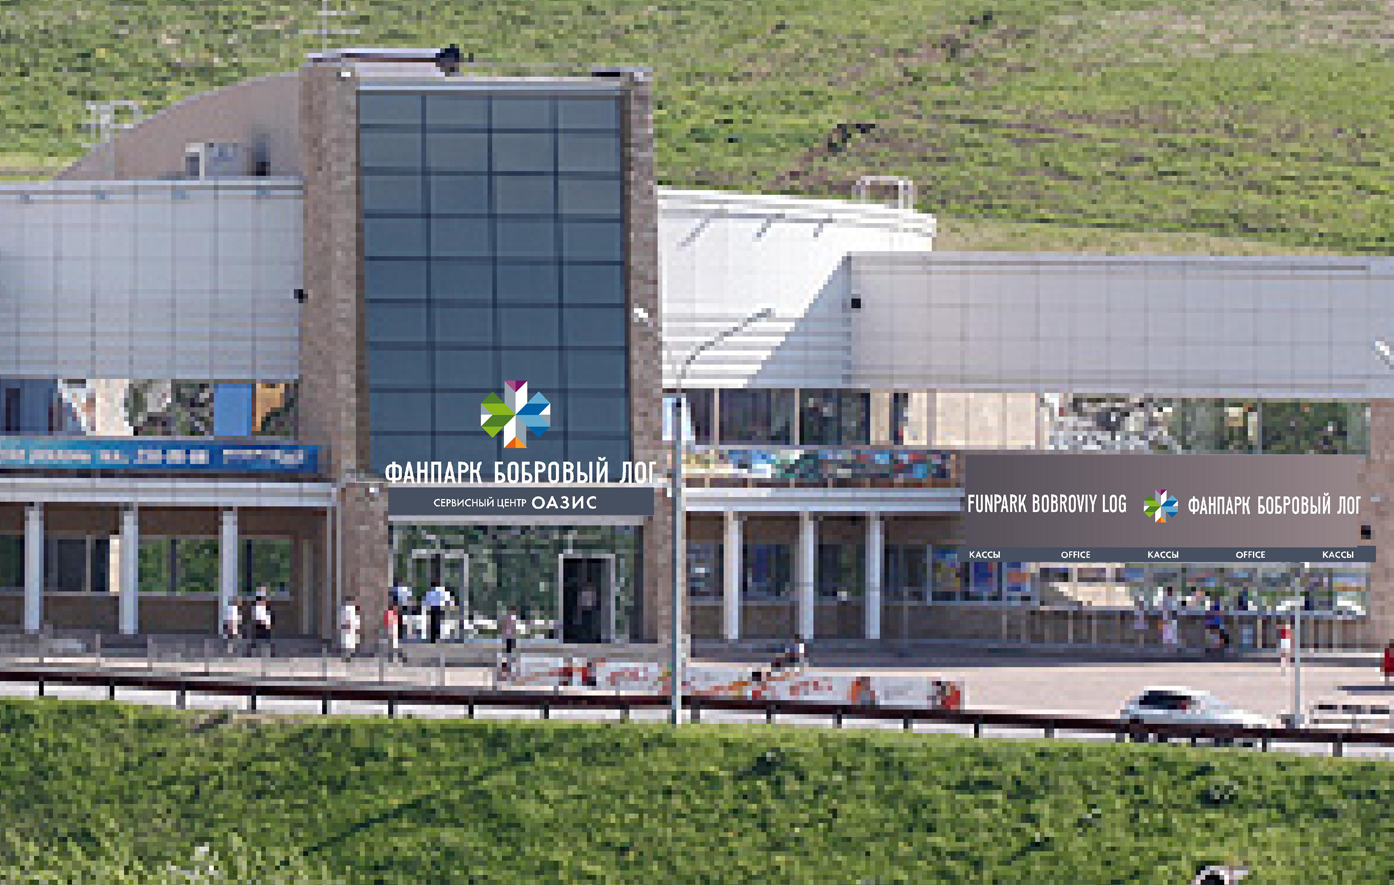 ФАНПАРК БОБРОВЫЙ ЛОГ
СЕРВИСНЫЙ ЦЕНТР ОАЗИС
FUNPARK BOBROVIY LOG ФАНПАРК БОБРОВЫЙ ЛОГ
КАССЫ OFFICE КАССЫ OFFICE КАССЫ